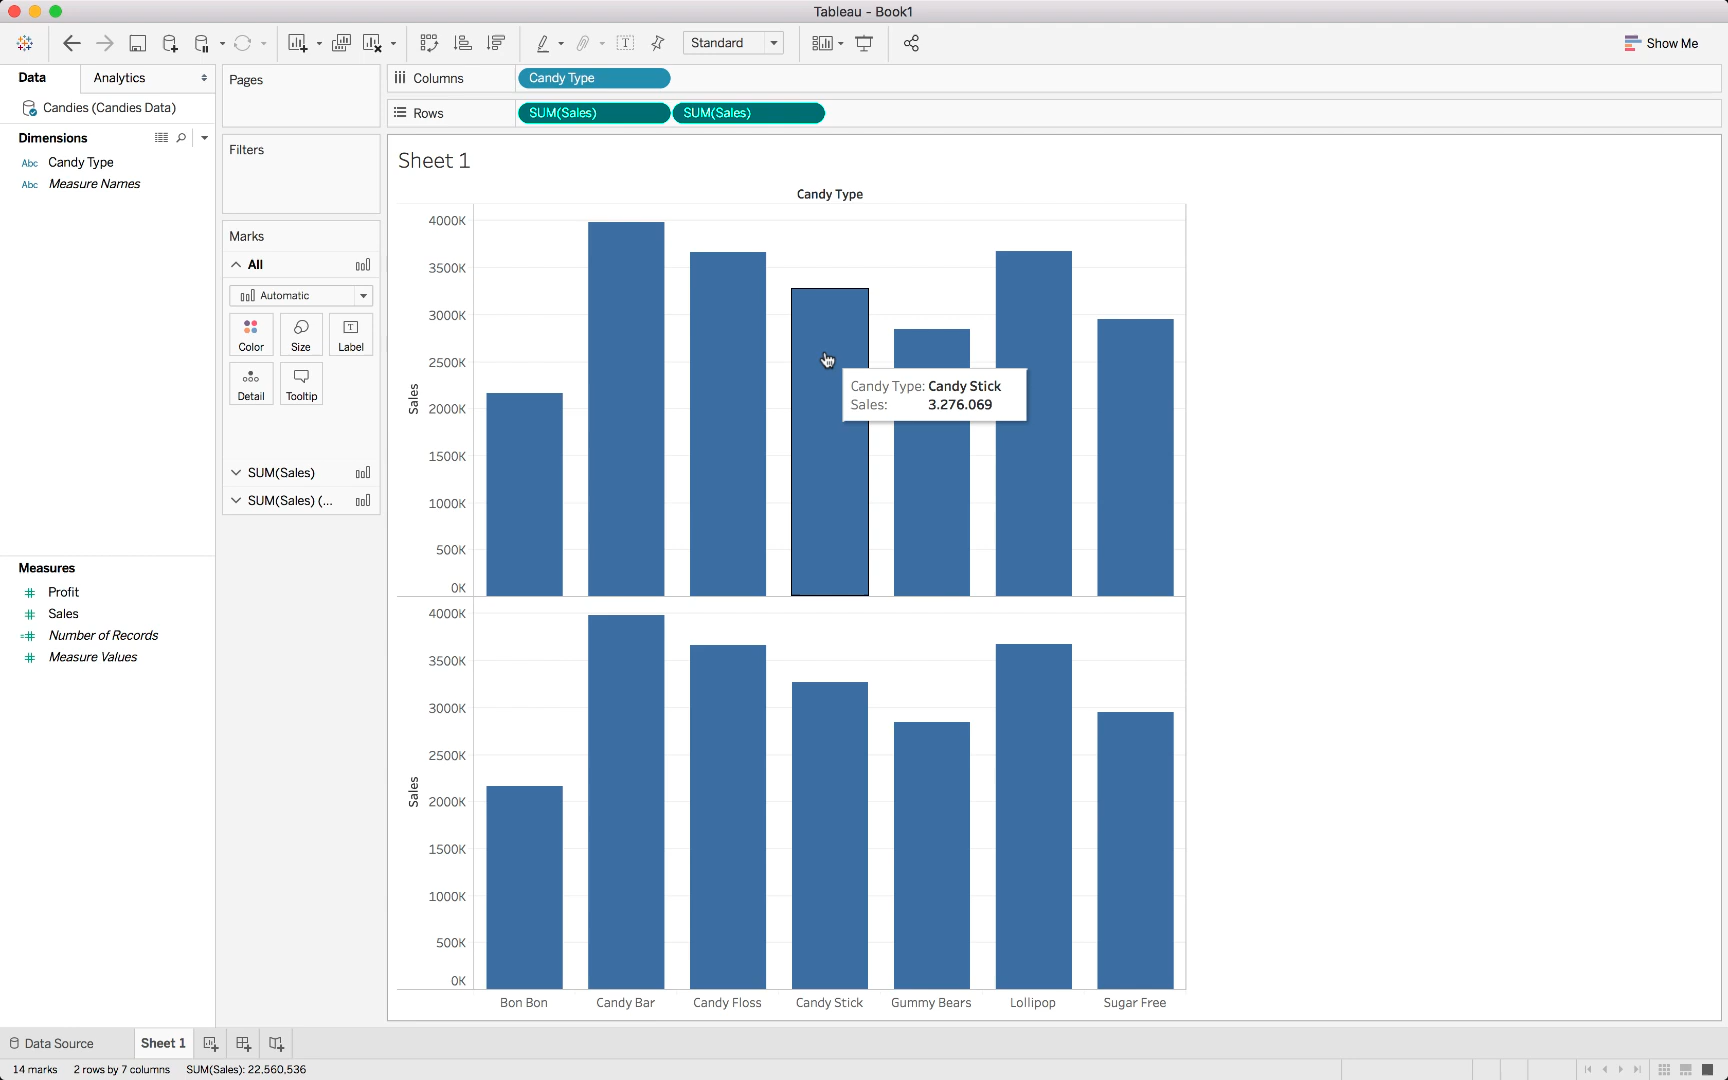 Tableau - Book1
Standard
Show Me
Data
Analytics
Pages
Columns
Candy Type
Candies (Candies Data)
Rows
SUM(Sales)
SUM(Sales)
Dimensions
Abc Candy Type
Abc Measure Names
Filters
Sheet 1
Marks
All
Automatic
Color
Size
Label
Detail
Tooltip
SUM(Sales)
SUM(Sales) (...
Measures
# Profit
# Sales
=# Number of Records
# Measure Values
Candy Type
4000K
3500K
3000K
2500K
2000K
1500K
1000K
500K
0K
Sales
Candy Type: Candy Stick
Sales: 3.276.069
4000K
3500K
3000K
2500K
2000K
1500K
1000K
500K
0K
Sales
Bon Bon
Candy Bar
Candy Floss
Candy Stick
Gummy Bears
Lollipop
Sugar Free
Data Source
Sheet 1
14 marks
2 rows by 7 columns
SUM(Sales): 22.560.536